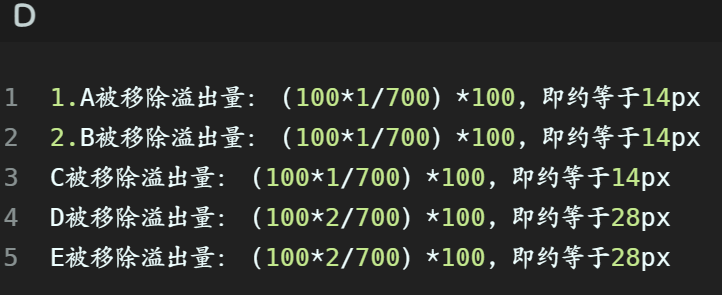 D
1 1.A被移除溢出量: (100*1/700) *100，即约等于14px
2 2.B被移除溢出量: (100*1/700) *100，即约等于14px
3 C被移除溢出量: (100*1/700) *100，即约等于14px
4 D被移除溢出量: (100*2/700) *100，即约等于28px
5 E被移除溢出量: (100*2/700) *100，即约等于28px